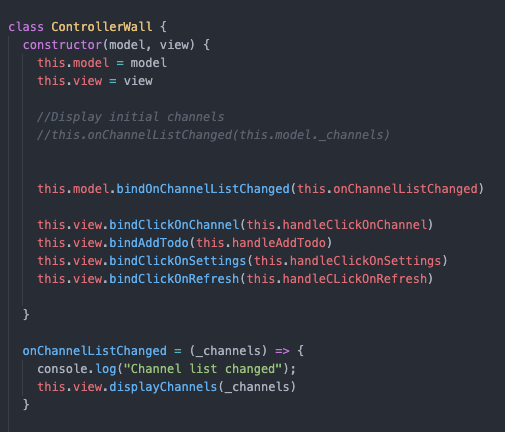 class ControllerWall {
constructor(model, view) {
this.model = model
this.view = view
//Display initial channels
//this.onChannelListChanged(this.model._channels)
this.model.bindOnChannelListChanged(this.onChannelListChanged)
this.view.bindClickOnChannel(this.handleClickOnChannel)
this.view.bindAddTodo(this.handleAddTodo)
this.view.bindClickOnSettings(this.handleClickOnSettings)
this.view.bindClickOnRefresh(this.handleCLickOnRefresh)
}
onChannelListChanged = (_channels) => {
console.log("Channel list changed");
this.view.displayChannels(_channels)
}